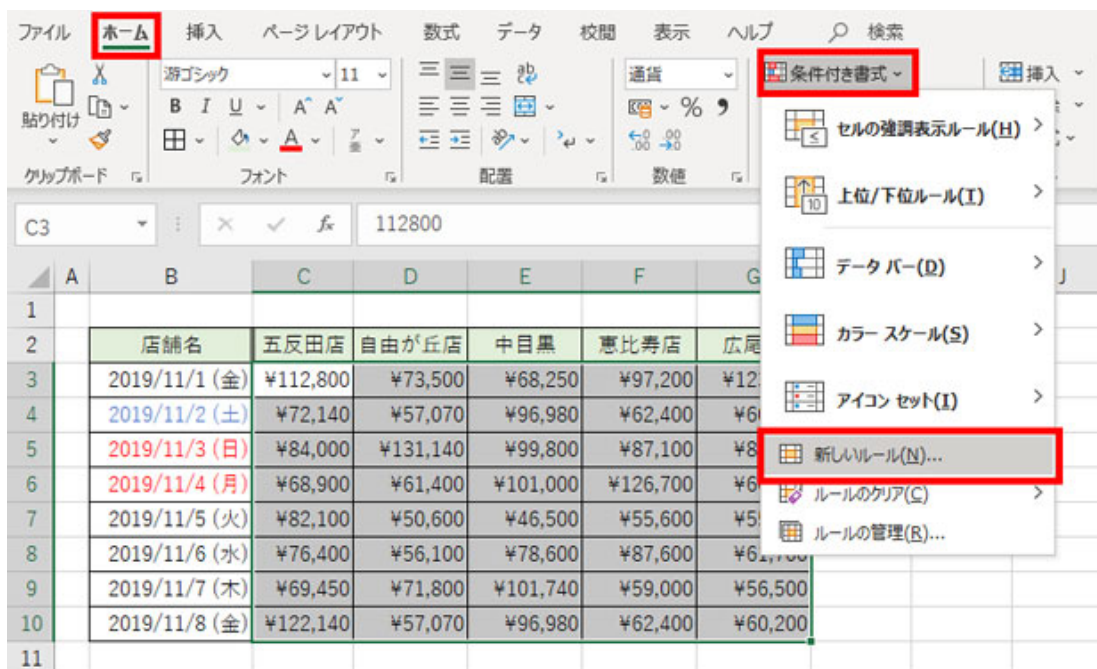 ファイル ホーム 挿入 ページ レイアウト 数式 データ 校閲 表示 ヘルプ 検索
游ゴシック 11 ab 通貨 条件付き書式 挿入
貼り付け B I U A A % 9
A .00 .00
クリップボード フォント 配置 数値
セルの強調表示ルール(H)
上位/下位ルール(T)
データ バー(D)
カラー スケール(S)
アイコン セット(I)
新しいルール(N)...
ルールのクリア(C)
ルールの管理(R)...
C3 fx 112800
A B C D E F G J
1
2 店舗名 五反田店 自由が丘店 中目黒 恵比寿店 広尾
3 2019/11/1 (金) ¥112,800 ¥73,500 ¥68,250 ¥97,200
4 2019/11/2 (土) ¥72,140 ¥57,070 ¥96,980 ¥62,400
5 2019/11/3 (日) ¥84,000 ¥131,140 ¥99,800 ¥87,100
6 2019/11/4 (月) ¥68,900 ¥61,400 ¥101,000 ¥126,700
7 2019/11/5 (火) ¥82,100 ¥50,600 ¥46,500 ¥55,600
8 2019/11/6 (水) ¥76,400 ¥56,100 ¥78,600 ¥87,600 ¥61,700
9 2019/11/7 (木) ¥69,450 ¥71,800 ¥101,740 ¥59,000 ¥56,500
10 2019/11/8 (金) ¥122,140 ¥57,070 ¥96,980 ¥62,400 ¥60,200
11